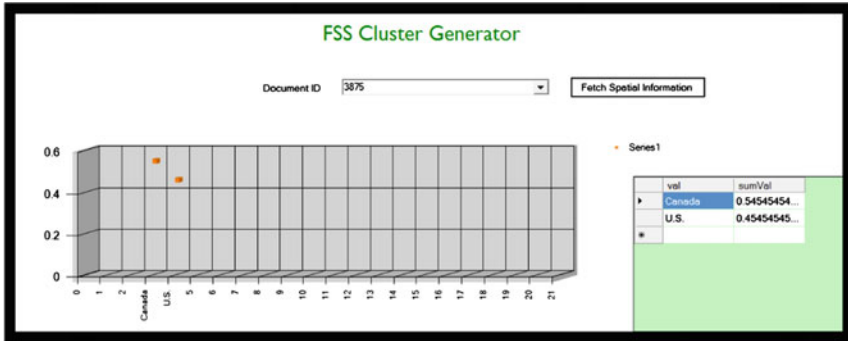 FSS Cluster Generator
Document ID 3875 Fetch Spatial Information
Series1
0.6
0.4
0.2
0
0 1 2 Canada U.S. 5 6 7 8 9 10 11 12 13 14 15 16 17 18 19 20 21
val sumVal
Canada 0.54545454...
U.S. 0.45454545...